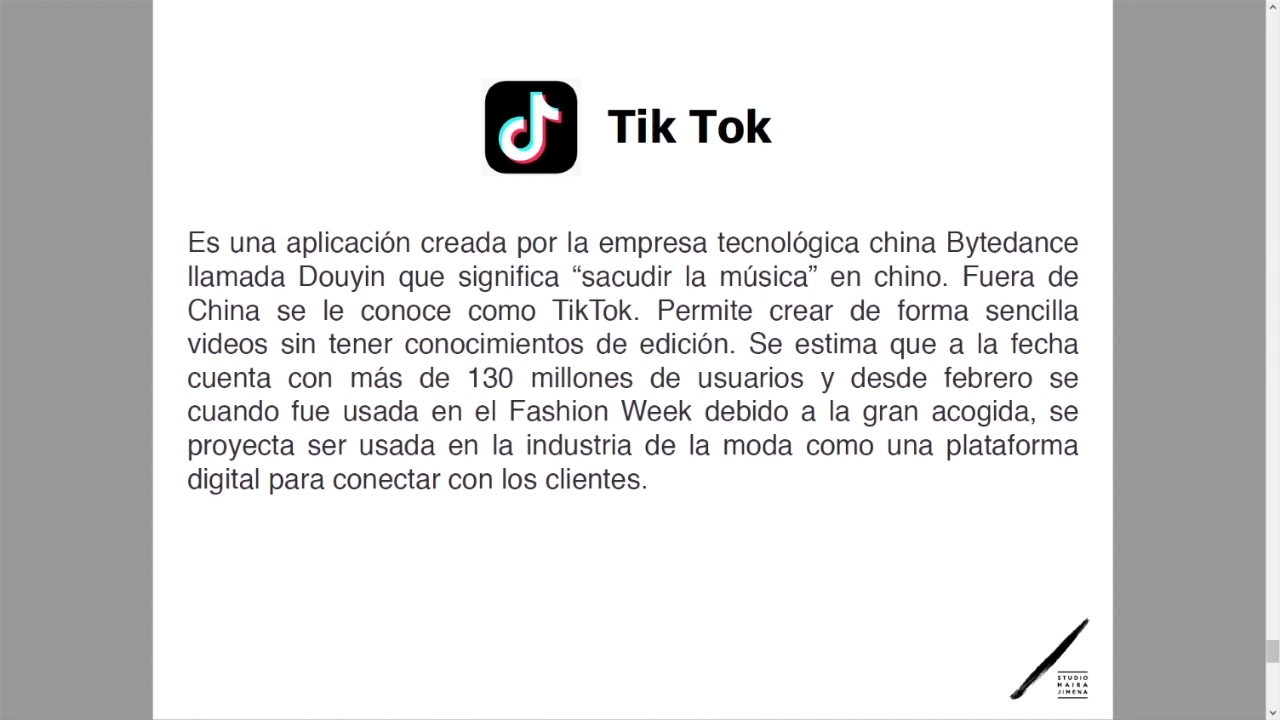 Tik Tok
Es una aplicación creada por la empresa tecnológica china Bytedance
llamada Douyin que significa “sacudir la música” en chino. Fuera de
China se le conoce como TikTok. Permite crear de forma sencilla
videos sin tener conocimientos de edición. Se estima que a la fecha
cuenta con más de 130 millones de usuarios y desde febrero se
cuando fue usada en el Fashion Week debido a la gran acogida, se
proyecta ser usada en la industria de la moda como una plataforma
digital para conectar con los clientes.
STUDIO
HAIRA
JIMENA